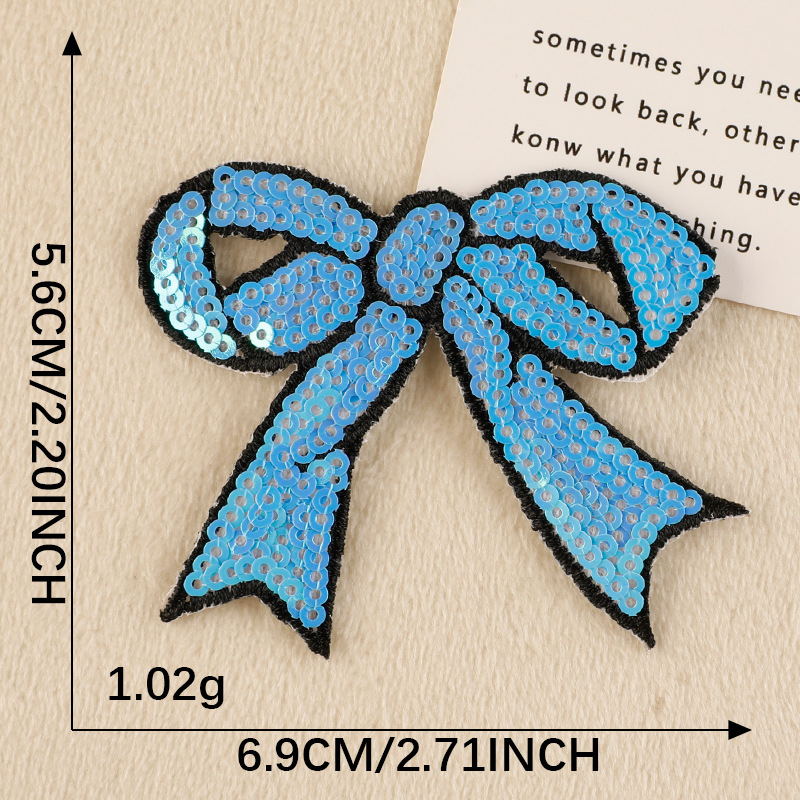 sometimes you nee
to look back, other
konw what you have
hing.
5.6CM/2.20INCH
1.02g
6.9CM/2.71INCH